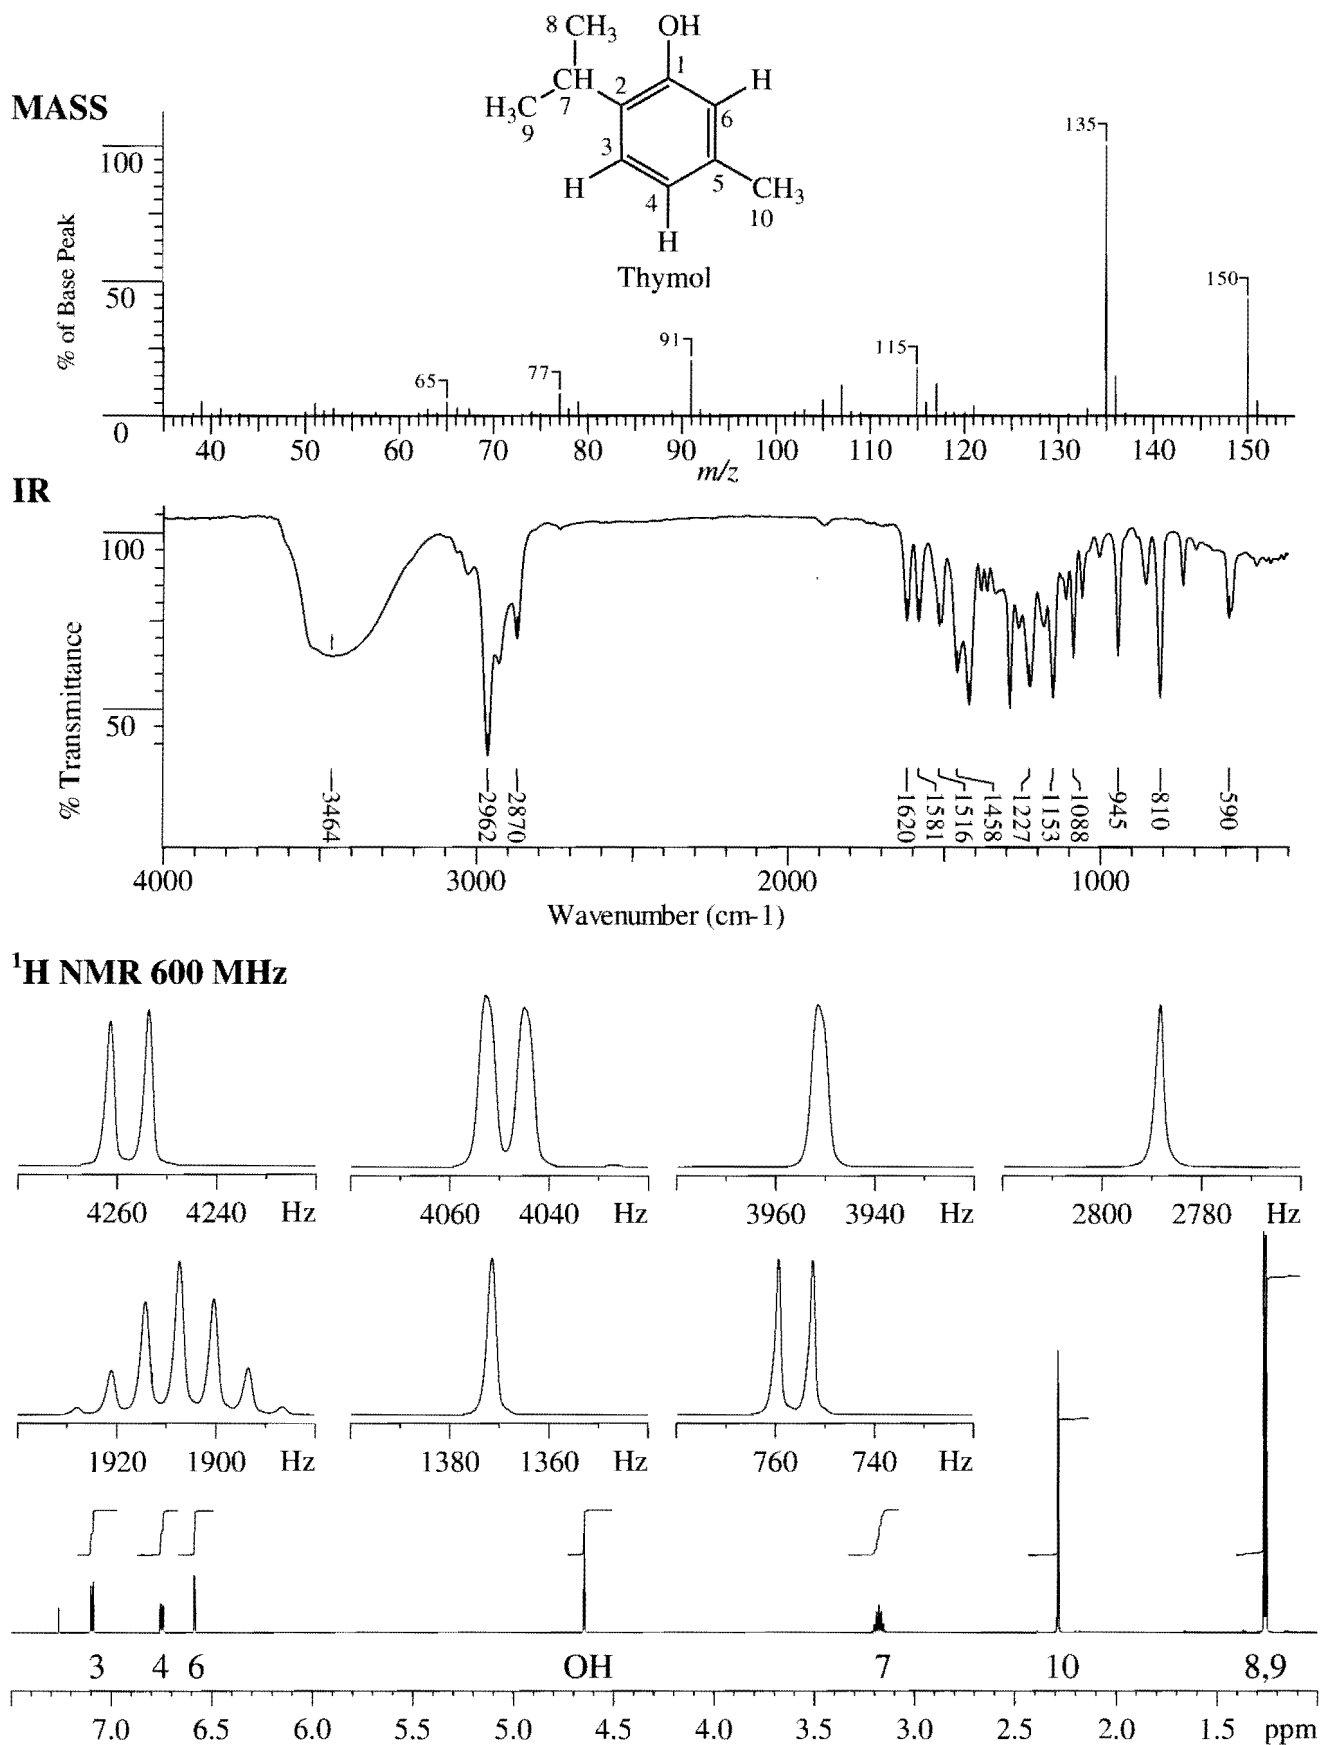 8 CH3 OH
CH 1 H
7 2
H3C
9 6
3
H 5 CH3
4 10
H
Thymol
MASS
135
100
% of Base Peak
50
150
91
115
77
65
0
40 50 60 70 80 90 100 110 120 130 140 150
m/z
IR
100
% Transmittance
50
3464 2962 2870 1620 1581 1516 1458 1227 1153 1088 945 810 590
4000 3000 2000 1000
Wavenumber (cm-1)
1H NMR 600 MHz
4260 4240 Hz 4060 4040 Hz 3960 3940 Hz 2800 2780 Hz
1920 1900 Hz 1380 1360 Hz 760 740 Hz
3 4 6 OH 7 10 8,9
7.0 6.5 6.0 5.5 5.0 4.5 4.0 3.5 3.0 2.5 2.0 1.5 ppm